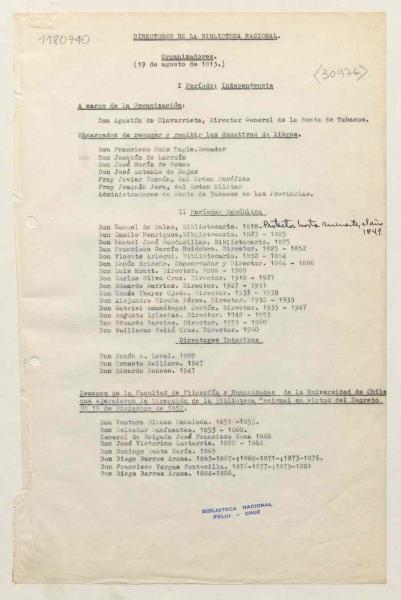 1180740
DIRECTORES DE LA BIBLIOTECA NACIONAL.
Organizadores.
(19 de agosto de 1813.)
(30974)
I Período: Independencia
A cargo de la Organización:
Don Agustín de Olavarrieta, Director General de la Renta de Tabacos.
Encargados de recoger y recibir los donativos de libros.
Don Francisco Ruiz Tagle. Senador
Don Joaquín de Larraín
Don José María de Rozas
Don José Antonio de Rojas
Fray Javier Guzmán, del Orden Seráfico
Fray Joaquín Jara, del Orden Militar
Administradores de Renta de Tabacos en las Provincias.
II Período: República
Don Manuel de Salas, Bibliotecario. 1818- Protector hasta su muerte, el año 1841.
Don Camilo Henríquez. Bibliotecario. 1823 - 1825
Don Manuel José Gandarillas. Bibliotecario. 1825
Don Francisco García Huidobro. Director. 1825 - 1852
Don Vicente Arlegui. Bibliotecario. 1852 - 1864
Don Ramón Briseño. Conservador y Director. 1864 - 1886
Don Luis Montt. Director. 1886 - 1909
Don Carlos Silva Cruz. Director. 1910 - 1927
Don Eduardo Barrios. Director. 1927 - 1931
Don Tomás Thayer Ojeda. Director. 1931 - 1932
Don Alejandro Vicuña Pérez. Director. 1932 - 1935
Don Gabriel Amunátegui Jordán. Director. 1935 - 1947
Don Augusto Iglesias. Director. 1948 - 1953
Don Eduardo Barrios. Director. 1953 - 1960
Don Guillermo Feliú Cruz. Director. 1960
Directores Interinos
Don Ramón A. Laval. 1909
Don Ernesto Galliano. 1947
Don Ricardo Donoso. 1947
Decanos de la Facultad de Filosofía y Humanidades de la Universidad de Chile
que ejercieron la Dirección de la Biblioteca Nacional en virtud del Decreto
de 19 de Diciembre de 1852.
Don Ventura Blanco Encalada. 1851 -1853.
Don Salvador Sanfuentes. 1853 - 1860.
General de Brigada José Francisco Gana 1860
Don José Victorino Lastarria. 1860 - 1864
Don Domingo Santa María. 1865
Don Diego Barros Arana. 1863-1867-;1869-1871-;1873-1876.
Don Francisco Vargas Fontecilla. 1876-1877-;1879-1881
Don Diego Barros Arana. 1884-1886.
BIBLIOTECA NACIONAL
FELIU - CRUZ